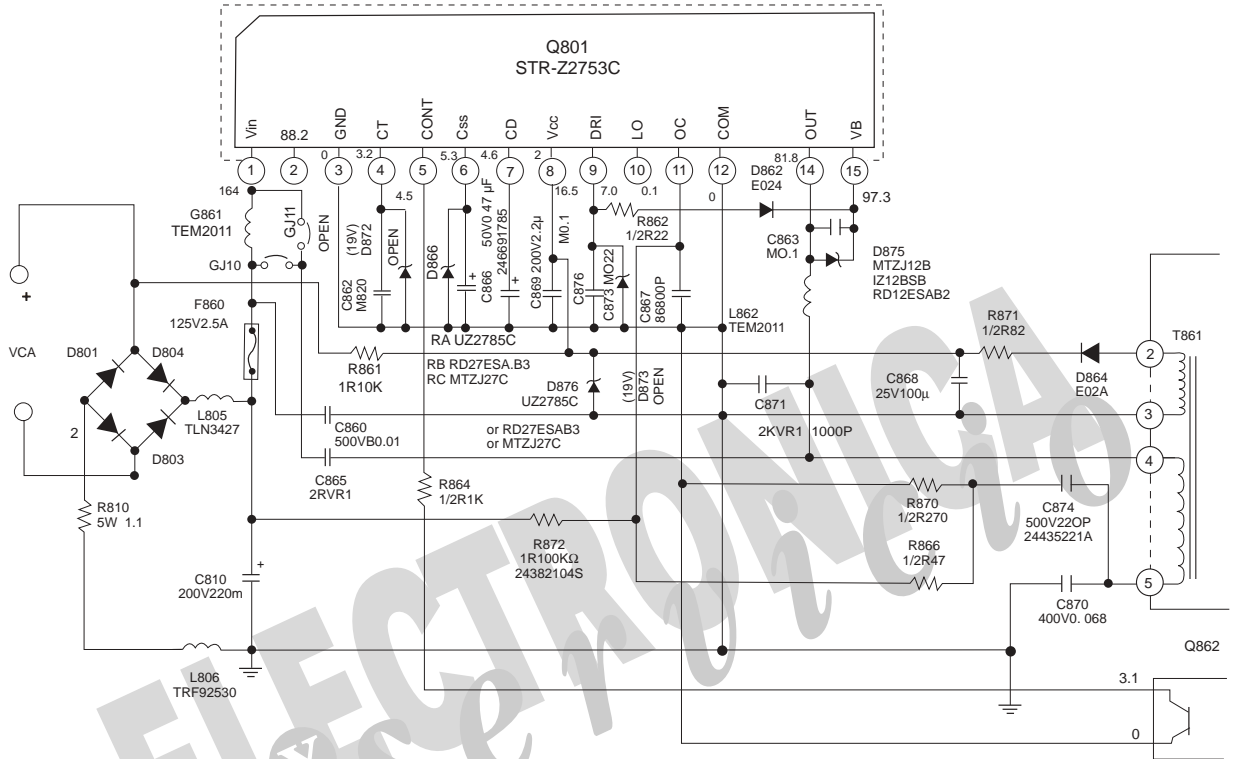 Q801
STR-Z2753C
Vin
88.2
GND
CT
CONT
Css
CD
Vcc
DRI
LO
OC
COM
OUT
VB
0
3.2
5.3
4.6
2
81.8
1
2
3
4
5
6
7
8
9
10
11
12
14
15
164
4.5
16.5
7.0
0.1
0
97.3
D862
E024
G861
TEM2011
GJ11
OPEN
GJ10
(19V)
D872
OPEN
C862
M820
D866
C866
50V0 47 µF
+
246691785
C869 200V2.2µ
M0.1
C876
C873 MO22
R862
1/2R22
C867
86800P
C863
MO.1
D875
MTZJ12B
IZ12BSB
RD12ESAB2
L862
TEM2011
+
VCA
F860
125V2.5A
D801
D804
D803
2
L805
TLN3427
R861
1R10K
RA UZ2785C
RB RD27ESA.B3
RC MTZJ27C
D876
UZ2785C
or RD27ESAB3
or MTZJ27C
(19V)
D873
OPEN
C871
2KVR1 1000P
C868
25V100µ
R871
1/2R82
D864
E02A
T861
2
3
4
5
C860
500VB0.01
C865
2RVR1
R864
1/2R1K
R810
5W 1.1
R872
1R100KΩ
24382104S
R870
1/2R270
R866
1/2R47
C874
500V22OP
24435221A
C870
400V0. 068
C810
200V220m
+
L806
TRF92530
Q862
3.1
0
ELECTRONICA
servicio